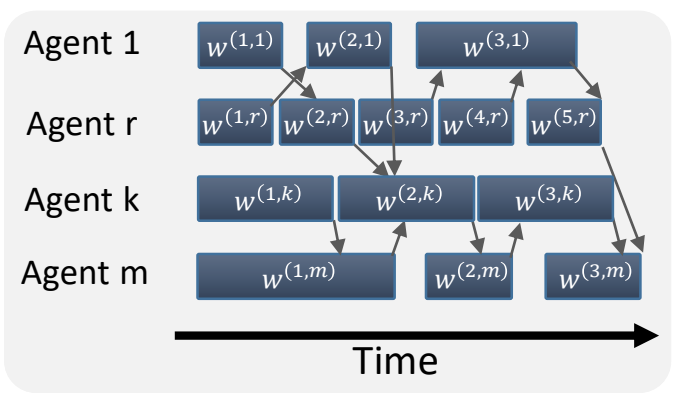 Agent 1 w^(1,1) w^(2,1) w^(3,1)
Agent r w^(1,r) w^(2,r) w^(3,r) w^(4,r) w^(5,r)
Agent k w^(1,k) w^(2,k) w^(3,k)
Agent m w^(1,m) w^(2,m) w^(3,m)
Time